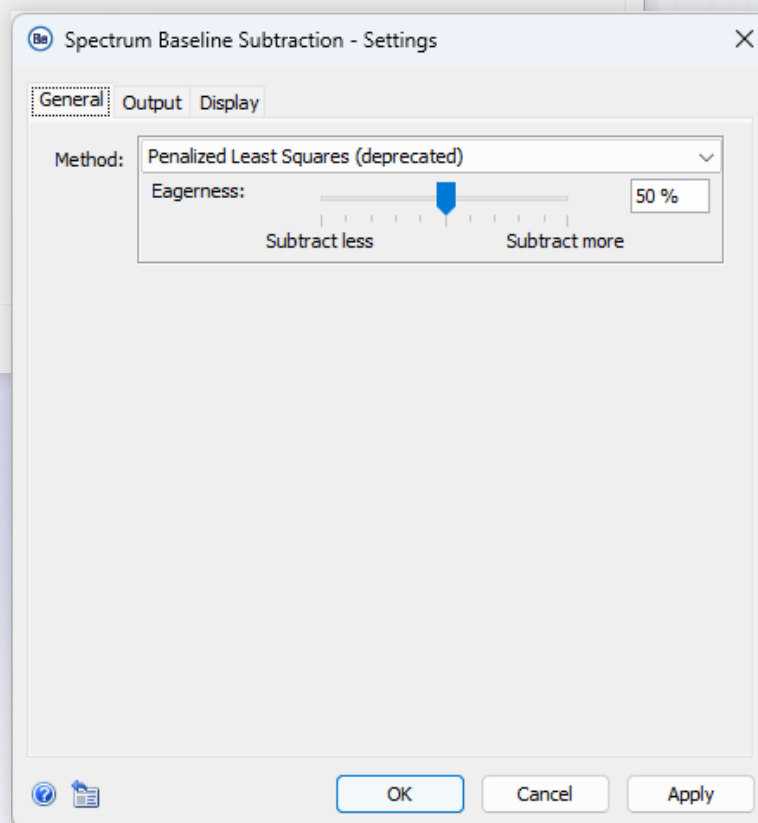 Be Spectrum Baseline Subtraction - Settings
General Output Display
Method: Penalized Least Squares (deprecated)
Eagerness: 50 %
Subtract less Subtract more
? OK Cancel Apply